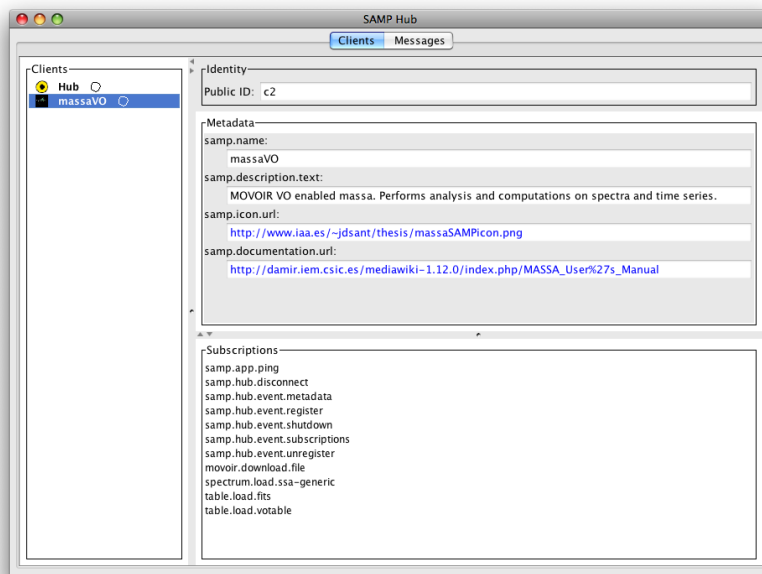 SAMP Hub
Clients Messages
Clients
Hub
massaVO
Identity
Public ID: c2
Metadata
samp.name:
massaVO
samp.description.text:
MOVOIR VO enabled massa. Performs analysis and computations on spectra and time series.
samp.icon.url:
http://www.iaa.es/~jdsant/thesis/massaSAMPicon.png
samp.documentation.url:
http://damir.iem.csic.es/mediawiki-1.12.0/index.php/MASSA_User%27s_Manual
Subscriptions
samp.app.ping
samp.hub.disconnect
samp.hub.event.metadata
samp.hub.event.register
samp.hub.event.shutdown
samp.hub.event.subscriptions
samp.hub.event.unregister
movoir.download.file
spectrum.load.ssa-generic
table.load.fits
table.load.votable